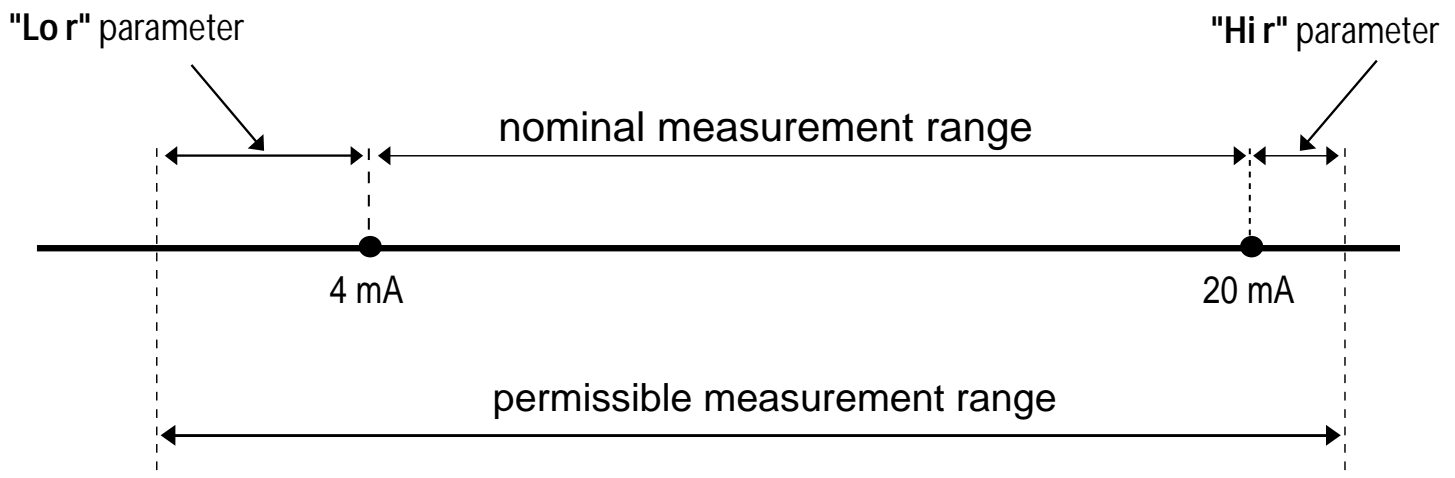 "Lo r" parameter
"Hi r" parameter
nominal measurement range
4 mA
20 mA
permissible measurement range